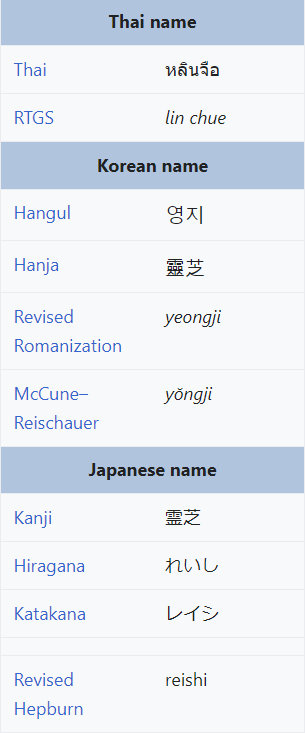 Thai name
Thai หลินจือ
RTGS lin chue
Korean name
Hangul 영지
Hanja 靈芝
Revised Romanization yeongji
McCune–Reischauer yŏngji
Japanese name
Kanji 霊芝
Hiragana れいし
Katakana レイシ
Revised Hepburn reishi